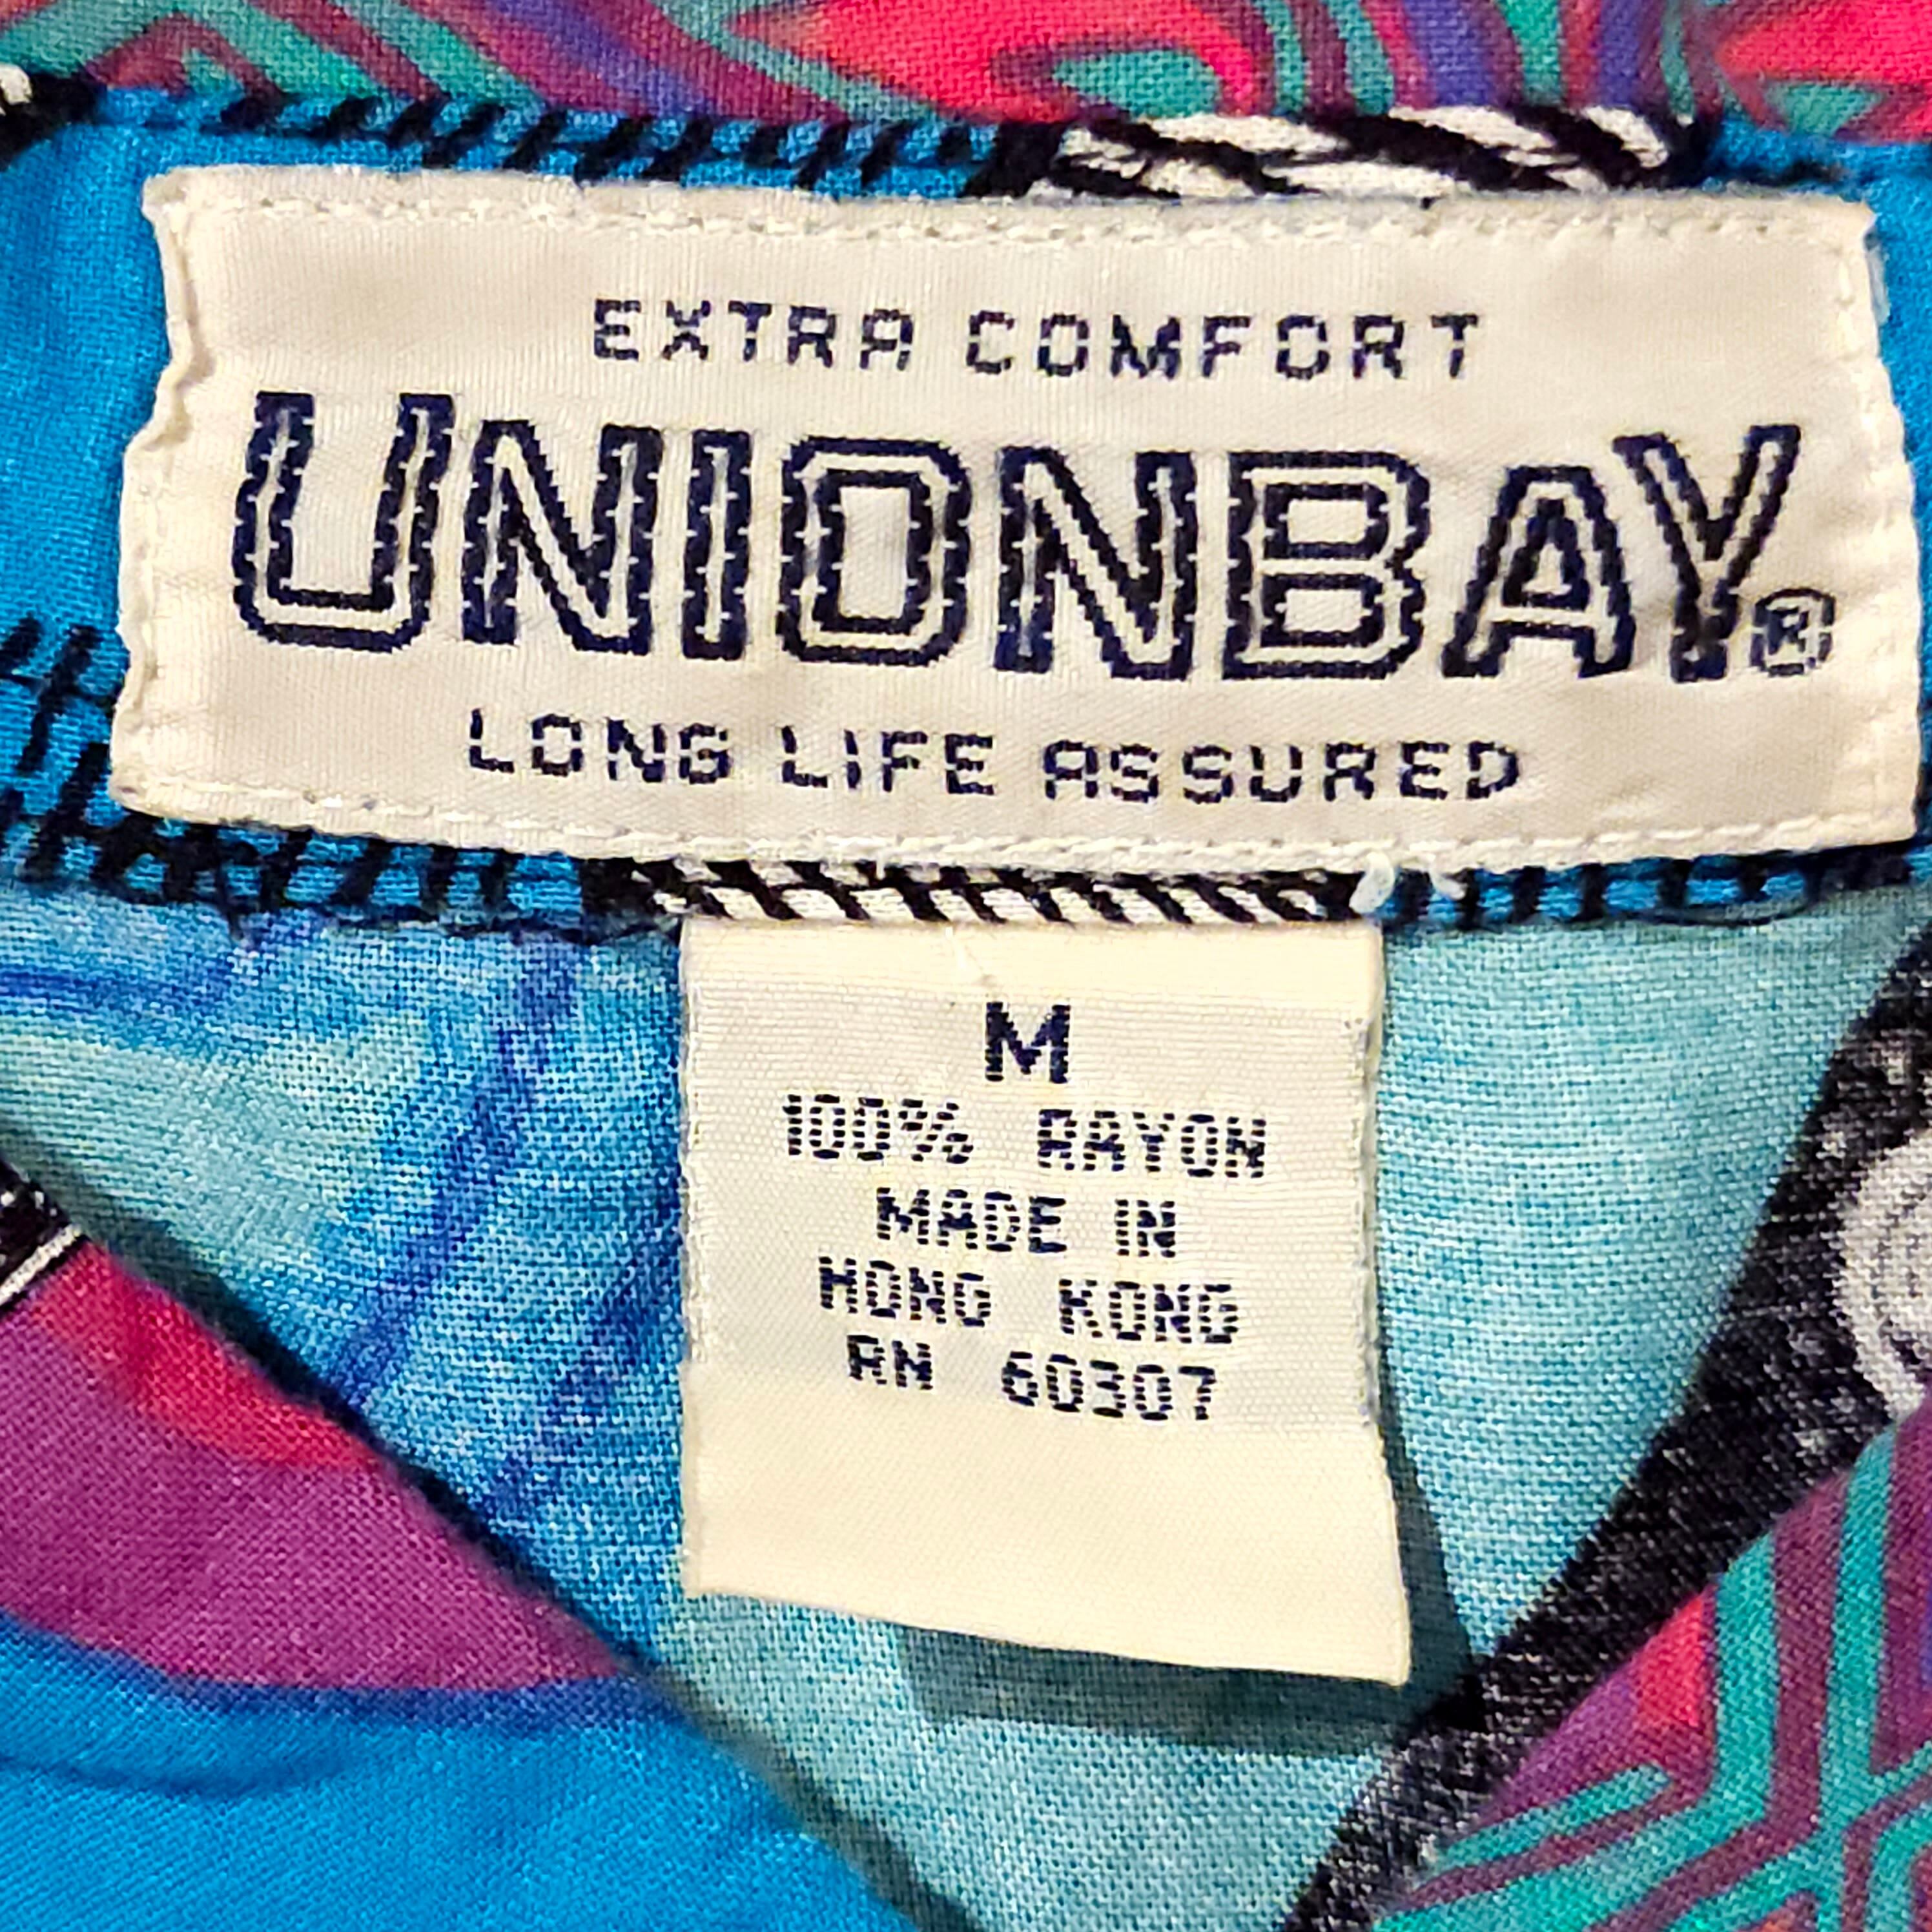 EXTRA COMFORT
UNIONBAY®
LONG LIFE ASSURED
M
100% RAYON
MADE IN
HONG KONG
RN 60307